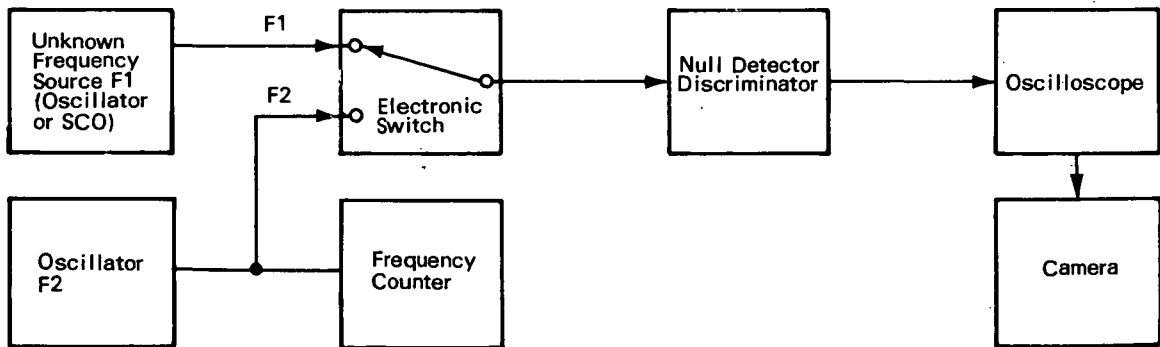 Unknown
Frequency
Source F1
(Oscillator
or SCO)
F1
F2
Electronic
Switch
Null Detector
Discriminator
Oscilloscope
Oscillator
F2
Frequency
Counter
Camera